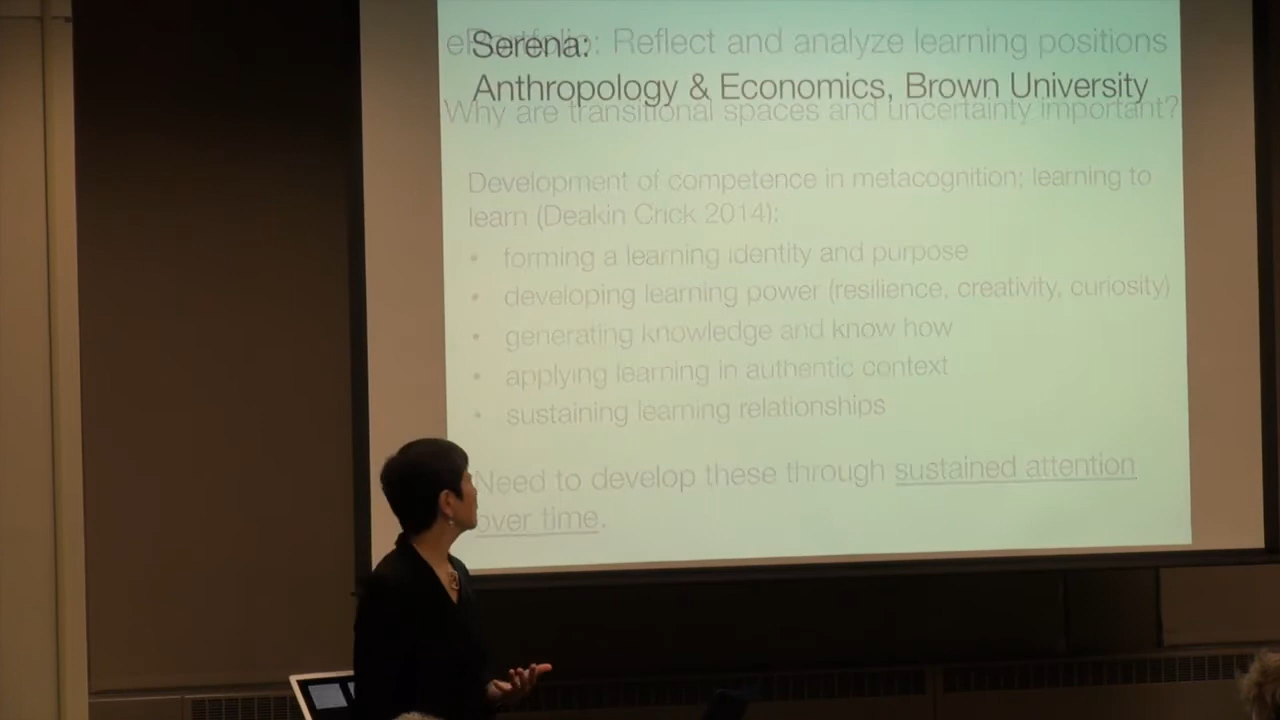 ePortfolio: Reflect and analyze learning positions
Serena:
Anthropology & Economics, Brown University
Why are transitional spaces and uncertainty important?
Development of competence in metacognition; learning to
learn (Deakin Crick 2014):
• forming a learning identity and purpose
• developing learning power (resilience, creativity, curiosity)
• generating knowledge and know how
• applying learning in authentic context
• sustaining learning relationships
Need to develop these through sustained attention
over time.